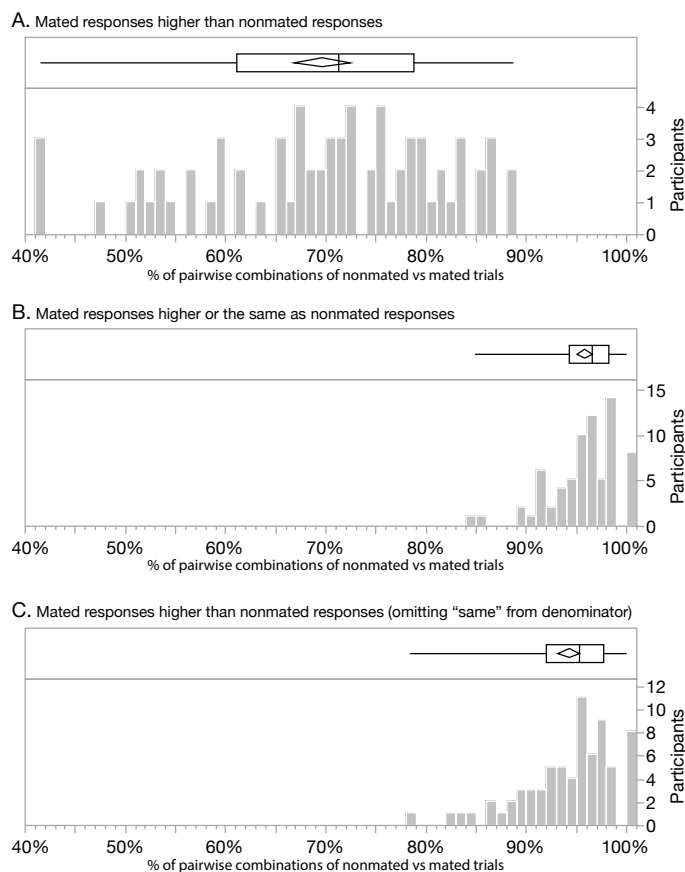 A. Mated responses higher than nonmated responses
4
3
2
1
0
Participants
40% 50% 60% 70% 80% 90% 100%
% of pairwise combinations of nonmated vs mated trials
B. Mated responses higher or the same as nonmated responses
15
10
5
0
Participants
40% 50% 60% 70% 80% 90% 100%
% of pairwise combinations of nonmated vs mated trials
C. Mated responses higher than nonmated responses (omitting “same” from denominator)
12
10
8
6
4
2
0
Participants
40% 50% 60% 70% 80% 90% 100%
% of pairwise combinations of nonmated vs mated trials